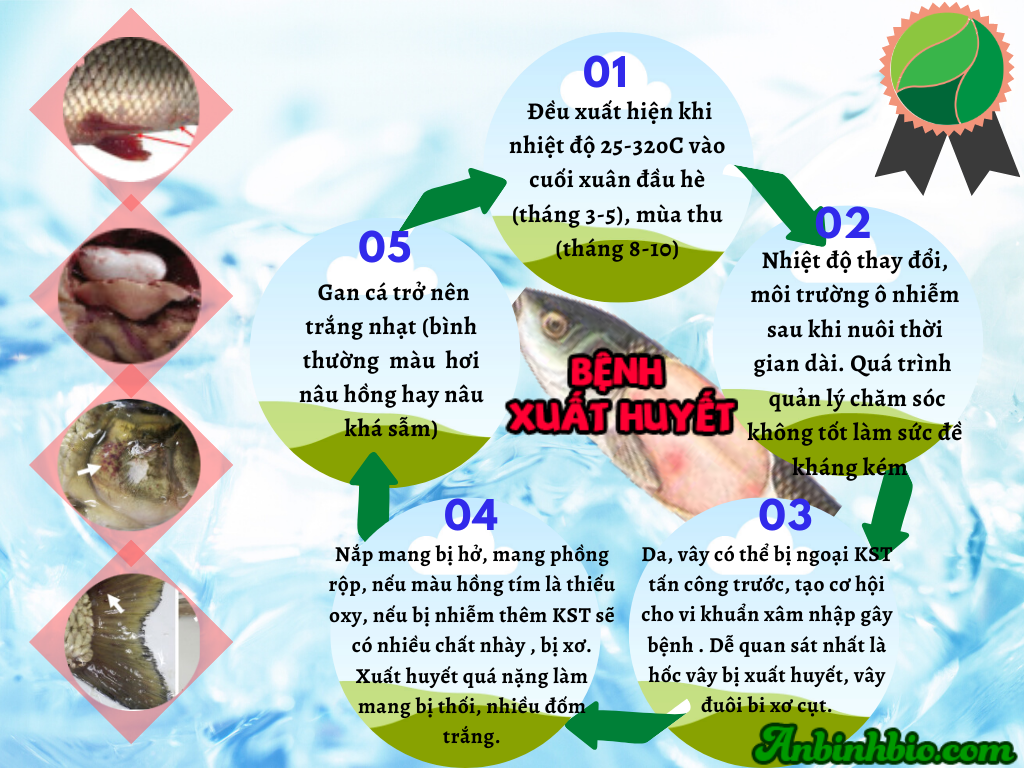 01
Đều xuất hiện khi
nhiệt độ 25-32oC vào
cuối xuân đầu hè
(tháng 3-5), mùa thu
(tháng 8-10)
02
Nhiệt độ thay đổi,
môi trường ô nhiễm
sau khi nuôi thời
gian dài. Quá trình
quản lý chăm sóc
không tốt làm sức đề
kháng kém
03
Da, vây có thể bị ngoại KST
tấn công trước, tạo cơ hội
cho vi khuẩn xâm nhập gây
bệnh . Dễ quan sát nhất là
hốc vây bị xuất huyết, vây
đuôi bi xơ cụt.
04
Nắp mang bị hở, mang phồng
rộp, nếu màu hồng tím là thiếu
oxy, nếu bị nhiễm thêm KST sẽ
có nhiều chất nhày , bị xơ.
Xuất huyết quá nặng làm
mang bị thối, nhiều đốm
trắng.
05
Gan cá trở nên
trắng nhạt (bình
thường màu hơi
nâu hồng hay nâu
khá sẫm)
BỆNH
XUẤT HUYẾT
Anbinhbio.com